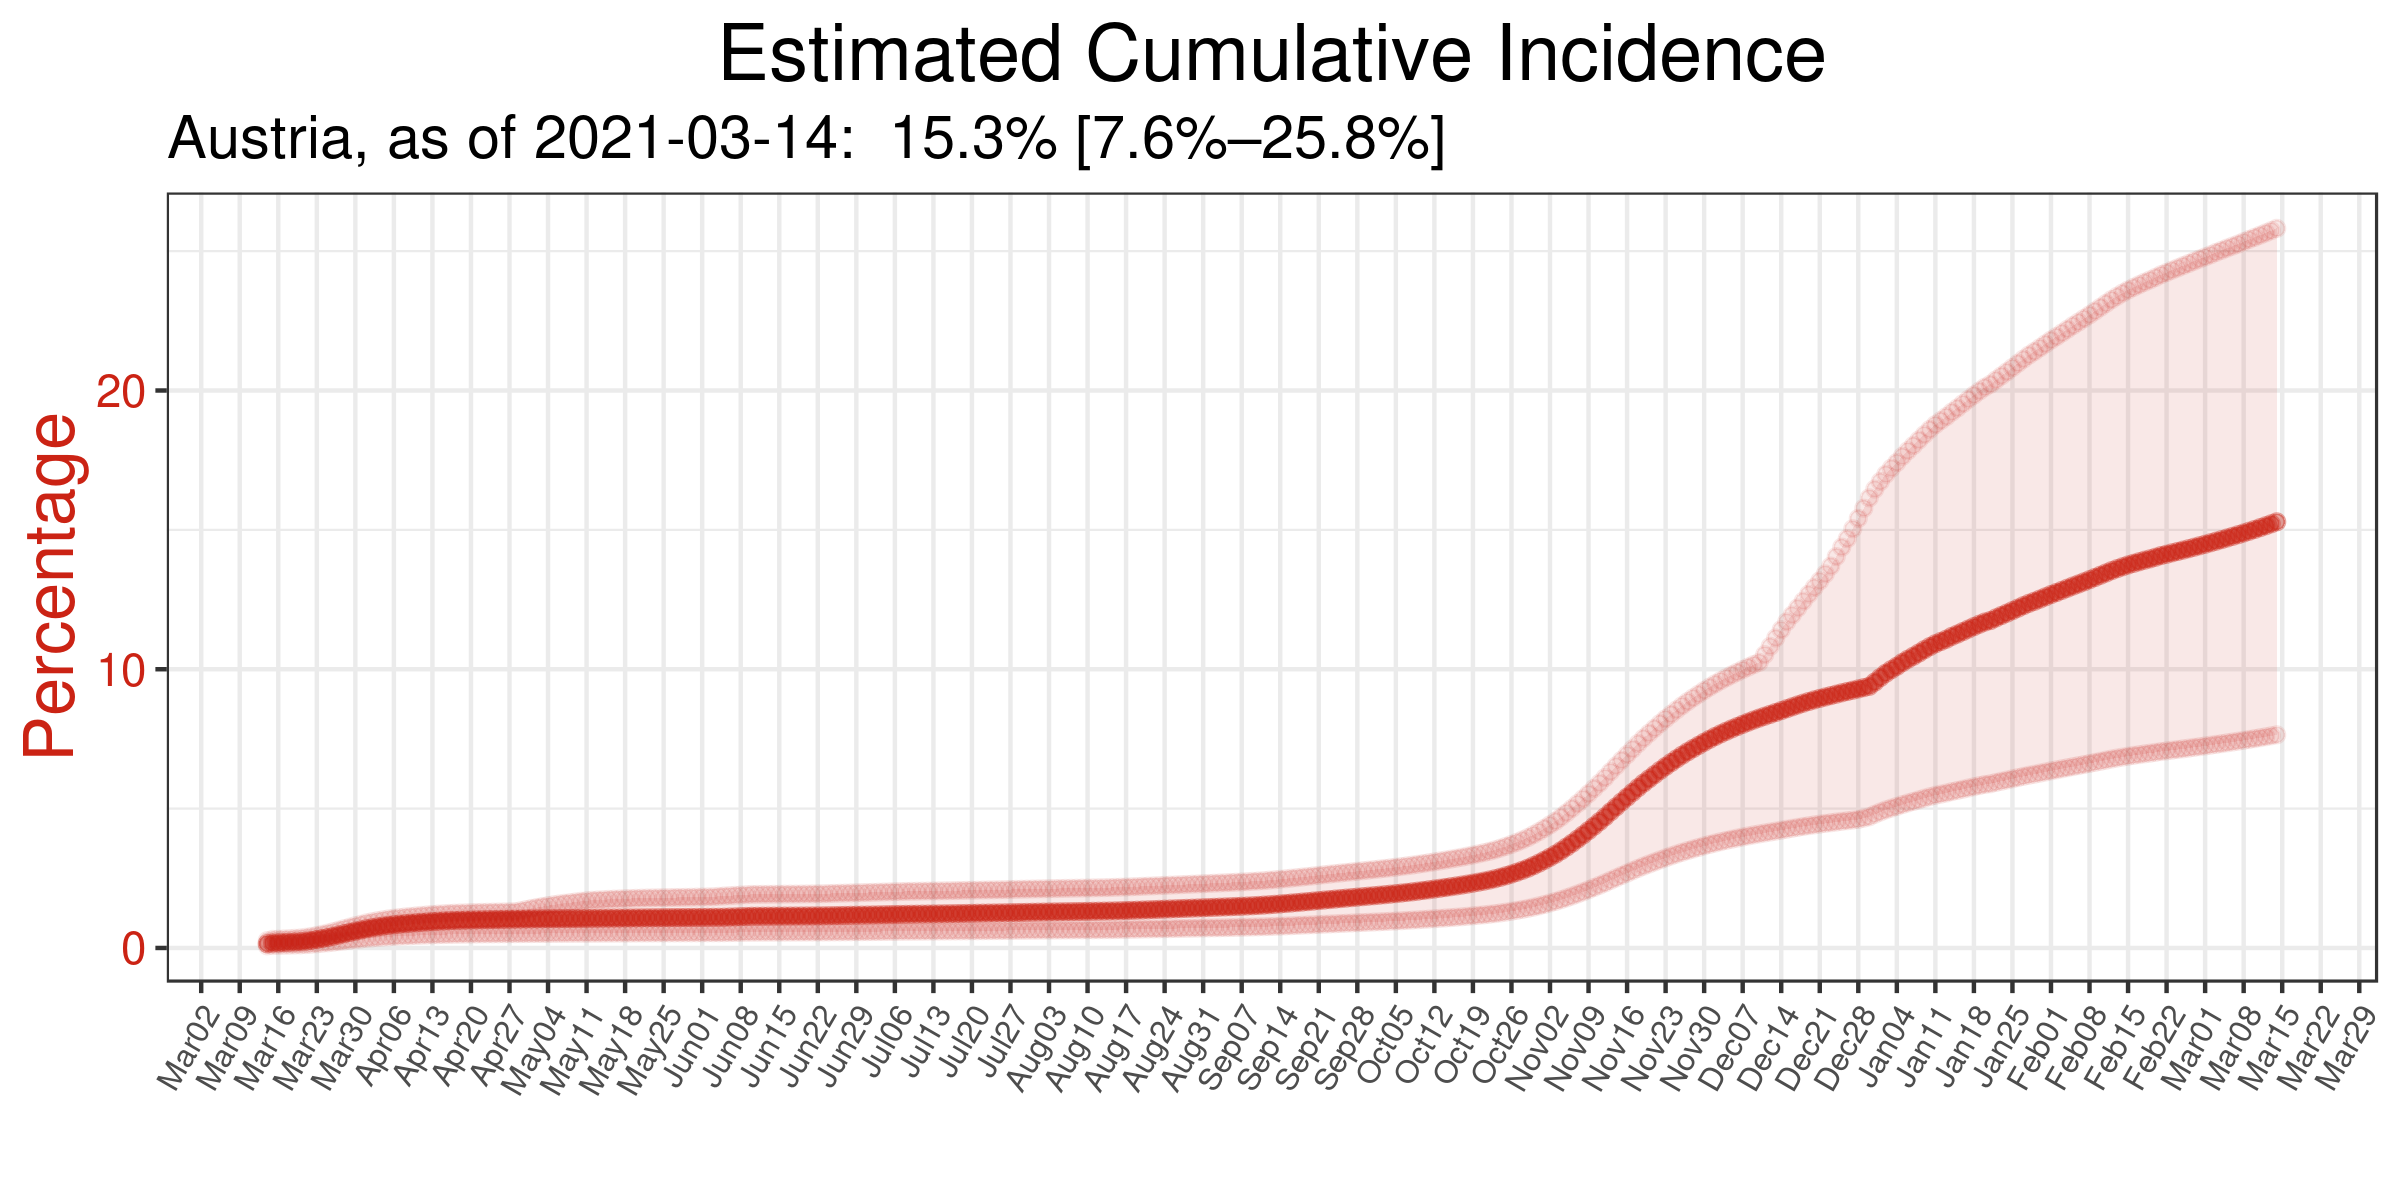 Estimated Cumulative Incidence
Austria, as of 2021-03-14:  15.3% [7.6%–25.8%]
Percentage
20
10
0
Mar02
Mar09
Mar16
Mar23
Mar30
Apr06
Apr13
Apr20
Apr27
May04
May11
May18
May25
Jun01
Jun08
Jun15
Jun22
Jun29
Jul06
Jul13
Jul20
Jul27
Aug03
Aug10
Aug17
Aug24
Aug31
Sep07
Sep14
Sep21
Sep28
Oct05
Oct12
Oct19
Oct26
Nov02
Nov09
Nov16
Nov23
Nov30
Dec07
Dec14
Dec21
Dec28
Jan04
Jan11
Jan18
Jan25
Feb01
Feb08
Feb15
Feb22
Mar01
Mar08
Mar15
Mar22
Mar29